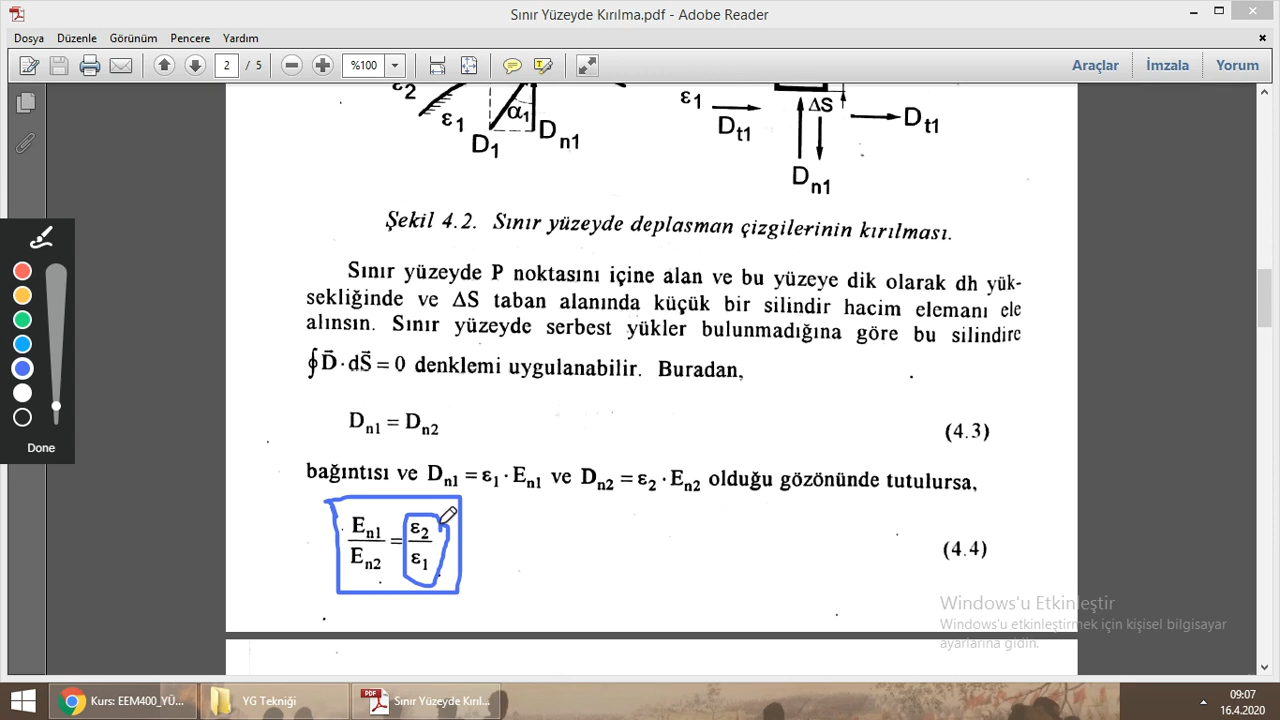 Sınır Yüzeyde Kırılma.pdf - Adobe Reader
Dosya Düzenle Görünüm Pencere Yardım
2 / 5 %100 Araçlar İmzala Yorum
ε2 ε1 α1 D1 Dn1
ε1 Dt1 ΔS Dt1 Dn1
Şekil 4.2. Sınır yüzeyde deplasman çizgilerinin kırılması.
Sınır yüzeyde P noktasını içine alan ve bu yüzeye dik olarak dh yük-
sekliğinde ve ΔS taban alanında küçük bir silindir hacim elemanı ele
alınsın. Sınır yüzeyde serbest yükler bulunmadığına göre bu silindire
∮D⃗·dS⃗ = 0 denklemi uygulanabilir. Buradan,
Dn1 = Dn2 (4.3)
bağıntısı ve Dn1 = ε1 · En1 ve Dn2 = ε2 · En2 olduğu gözönünde tutulursa,
En1/En2 = ε2/ε1 (4.4)
Done
Windows'u Etkinleştir
Windows'u etkinleştirmek için kişisel bilgisayar
ayarlarına gidin.
Kurs: EEM400_YÜ... YG Tekniği Sınır Yüzeyde Kırıl...
09:07
16.4.2020